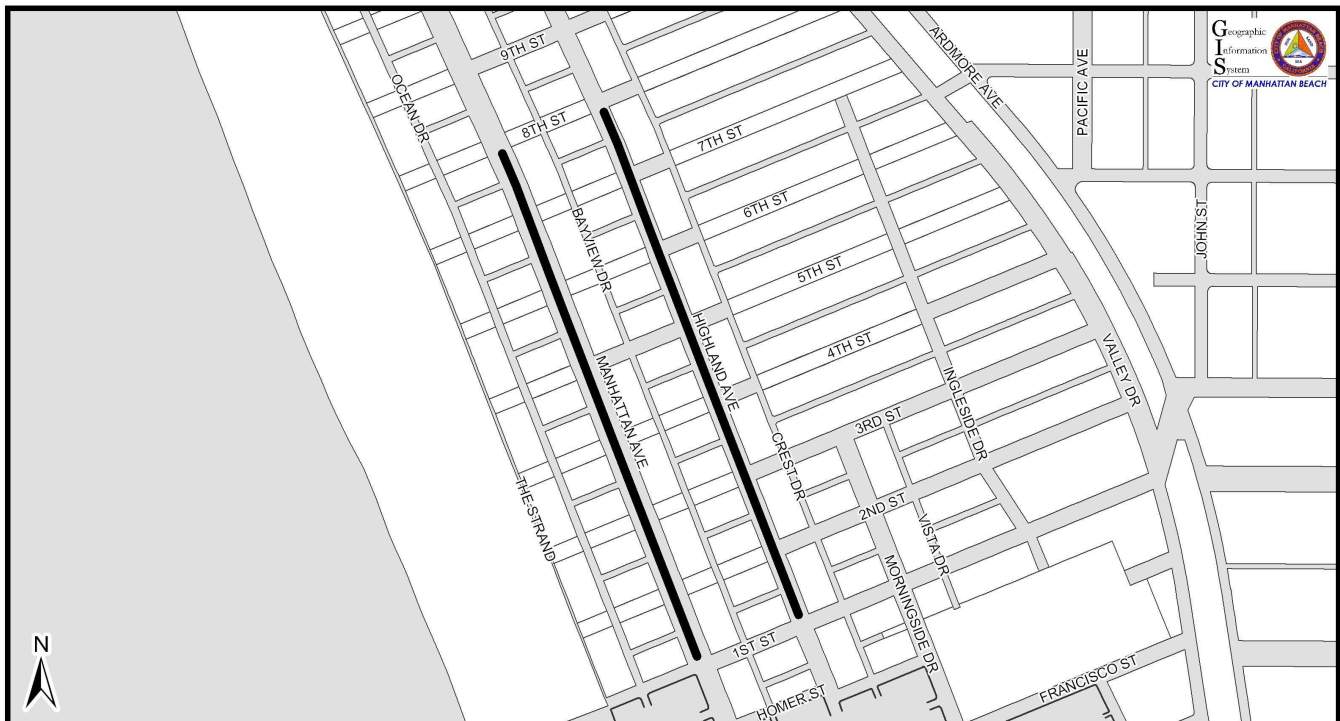 Geographic
Information
System
CITY OF MANHATTAN BEACH
9TH ST
ARDMORE AVE
PACIFIC AVE
OCEAN DR
8TH ST
7TH ST
6TH ST
JOHN ST
BAYVIEW DR
5TH ST
HIGHLAND AVE
4TH ST
VALLEY DR
MANHATTAN AVE
INGLESIDE DR
3RD ST
CREST DR
THE STRAND
2ND ST
VISTA DR
MORNINGSIDE DR
1ST ST
N
FRANCISCO ST
HOMER ST